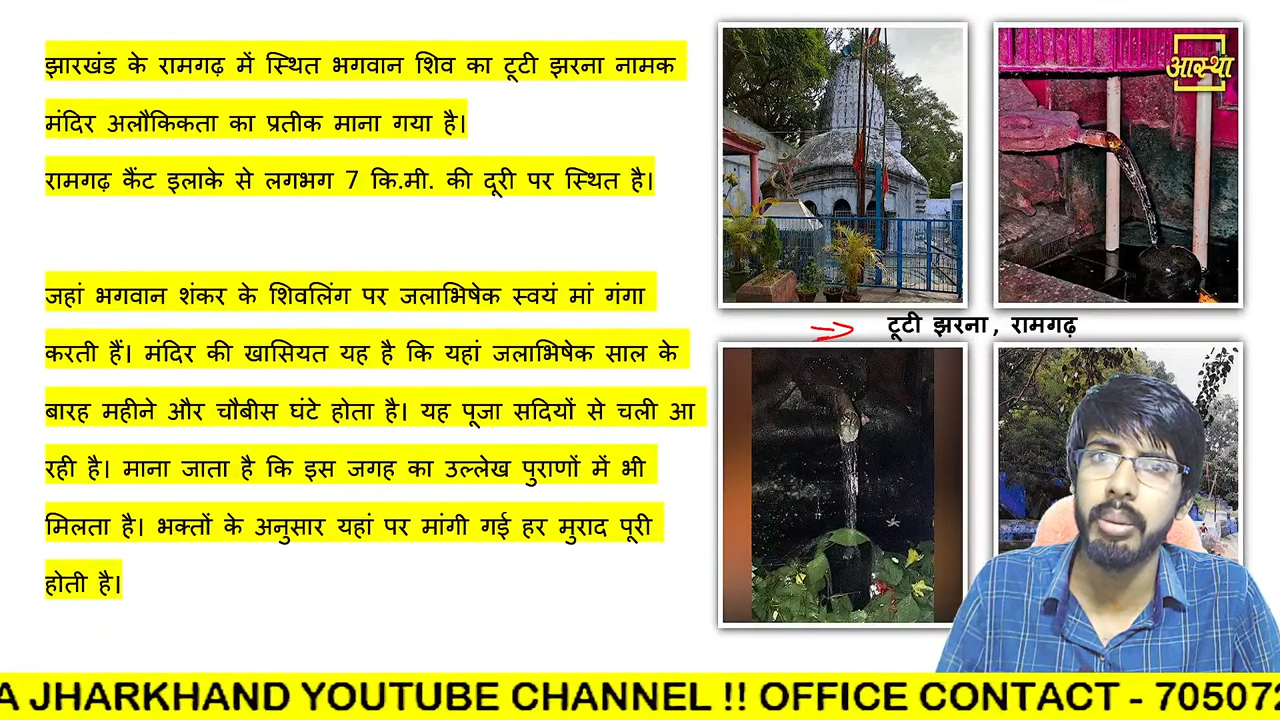 झारखंड के रामगढ़ में स्थित भगवान शिव का टूटी झरना नामक
मंदिर अलौकिकता का प्रतीक माना गया है।
रामगढ़ कैंट इलाके से लगभग 7 कि.मी. की दूरी पर स्थित है।
जहां भगवान शंकर के शिवलिंग पर जलाभिषेक स्वयं मां गंगा
करती हैं। मंदिर की खासियत यह है कि यहां जलाभिषेक साल के
बारह महीने और चौबीस घंटे होता है। यह पूजा सदियों से चली आ
रही है। माना जाता है कि इस जगह का उल्लेख पुराणों में भी
मिलता है। भक्तों के अनुसार यहां पर मांगी गई हर मुराद पूरी
होती है।
आस्था
टूटी झरना, रामगढ़
A JHARKHAND YOUTUBE CHANNEL !! OFFICE CONTACT - 705072